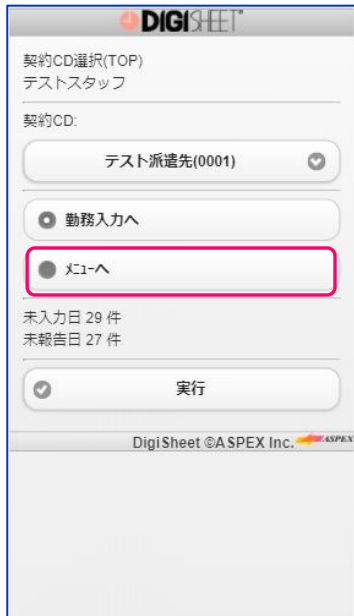 DIGISHEET®
契約CD選択(TOP)
テストスタッフ
契約CD:
テスト派遣先(0001)
勤務入力へ
ﾒﾆｭｰへ
未入力日 29 件
未報告日 27 件
実行
DigiSheet ©ASPEX Inc. ASPEX